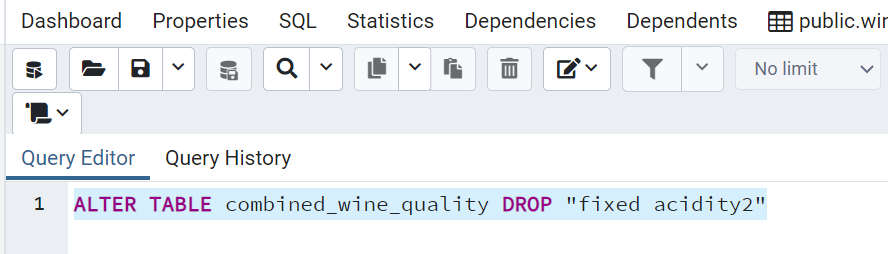 Dashboard Properties SQL Statistics Dependencies Dependents public.wir
No limit
Query Editor Query History
1 ALTER TABLE combined_wine_quality DROP "fixed acidity2"